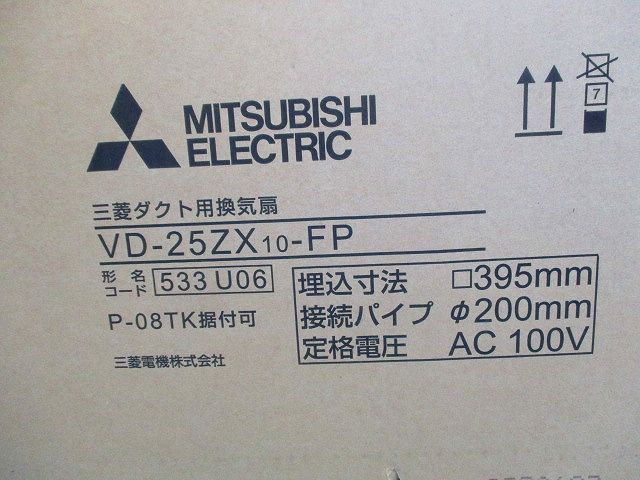 MITSUBISHI
ELECTRIC
7
三菱ダクト用換気扇
VD-25ZX10-FP
形名
コード 533 U06
P-08TK据付可
三菱電機株式会社
埋込寸法 □395mm
接続パイプ φ200mm
定格電圧 AC 100V